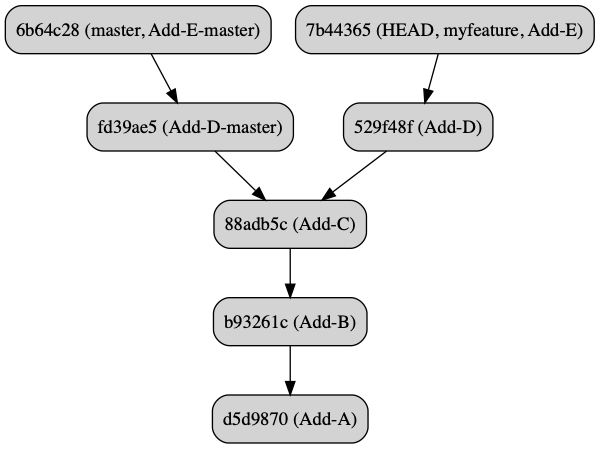 6b64c28 (master, Add-E-master)
7b44365 (HEAD, myfeature, Add-E)
fd39ae5 (Add-D-master)
529f48f (Add-D)
88adb5c (Add-C)
b93261c (Add-B)
d5d9870 (Add-A)